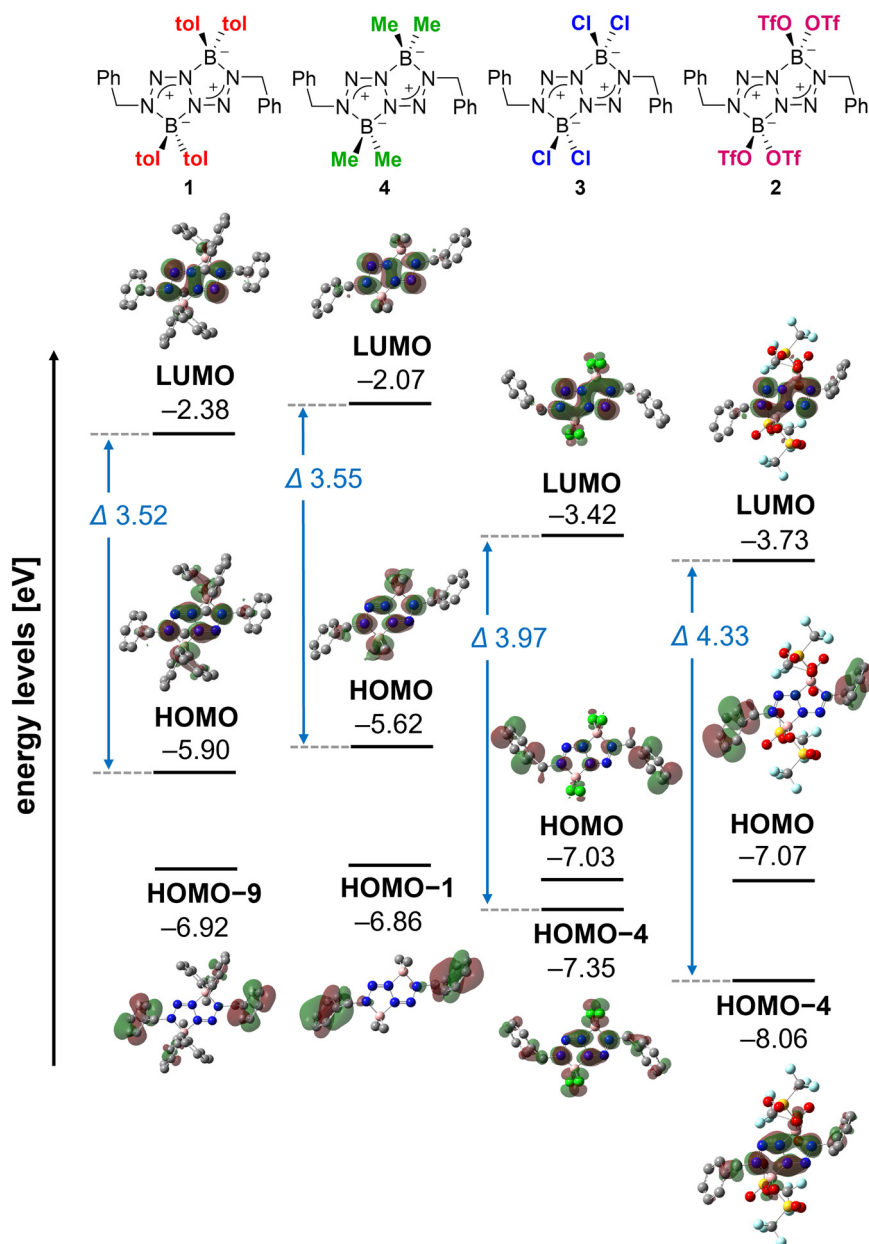 tol tol
Ph
B −
N N N
+ +
N N N
B −
Ph
tol tol
1
Me Me
Ph
B −
N N N
+ +
N N N
B −
Ph
Me Me
4
Cl Cl
Ph
B −
N N N
+ +
N N N
B −
Ph
Cl Cl
3
TfO OTf
Ph
B −
N N N
+ +
N N N
B −
Ph
TfO OTf
2
energy levels [eV]
LUMO
–2.38
Δ 3.52
HOMO
–5.90
HOMO−9
–6.92
LUMO
–2.07
Δ 3.55
HOMO
–5.62
HOMO−1
–6.86
LUMO
–3.42
Δ 3.97
HOMO
–7.03
HOMO−4
–7.35
LUMO
–3.73
Δ 4.33
HOMO
–7.07
HOMO−4
–8.06